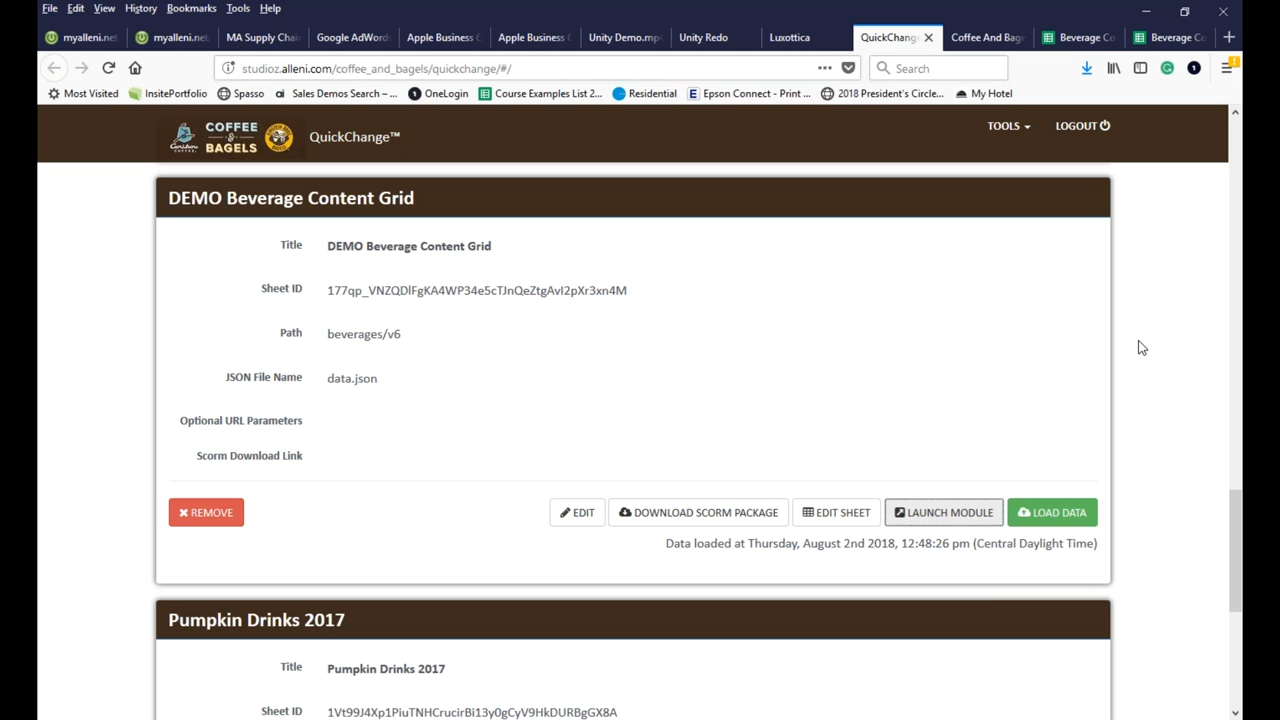 File Edit View History Bookmarks Tools Help
myalleni.net myalleni.net MA Supply Chai Google AdWords Apple Business C Apple Business C Unity Demo.mp4 Unity Redo Luxottica QuickChange Coffee And Bage Beverage Co Beverage Co
studioz.alleni.com/coffee_and_bagels/quickchange/#/ Search
Most Visited InsitePortfolio Spasso Sales Demos Search – ... OneLogin Course Examples List 2... Residential Epson Connect - Print ... 2018 President's Circle... My Hotel
COFFEE & BAGELS QuickChange™ TOOLS LOGOUT
DEMO Beverage Content Grid
Title DEMO Beverage Content Grid
Sheet ID 177qp_VNZQDlFgKA4WP34e5cTJnQeZtgAvI2pXr3xn4M
Path beverages/v6
JSON File Name data.json
Optional URL Parameters
Scorm Download Link
REMOVE EDIT DOWNLOAD SCORM PACKAGE EDIT SHEET LAUNCH MODULE LOAD DATA
Data loaded at Thursday, August 2nd 2018, 12:48:26 pm (Central Daylight Time)
Pumpkin Drinks 2017
Title Pumpkin Drinks 2017
Sheet ID 1Vt99J4Xp1PiuTNHCrucirBi13y0gCyV9HkDURBgGX8A